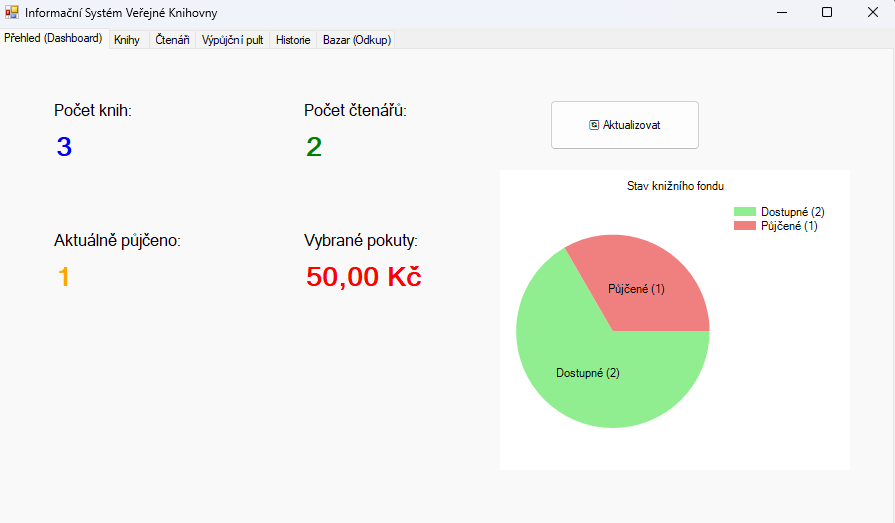 Informační Systém Veřejné Knihovny
Přehled (Dashboard) Knihy Čtenáři Výpůjční pult Historie Bazar (Odkup)
Počet knih:
3
Počet čtenářů:
2
Aktuálně půjčeno:
1
Vybrané pokuty:
50,00 Kč
Aktualizovat
Stav knižního fondu
Dostupné (2)
Půjčené (1)
Půjčené (1)
Dostupné (2)